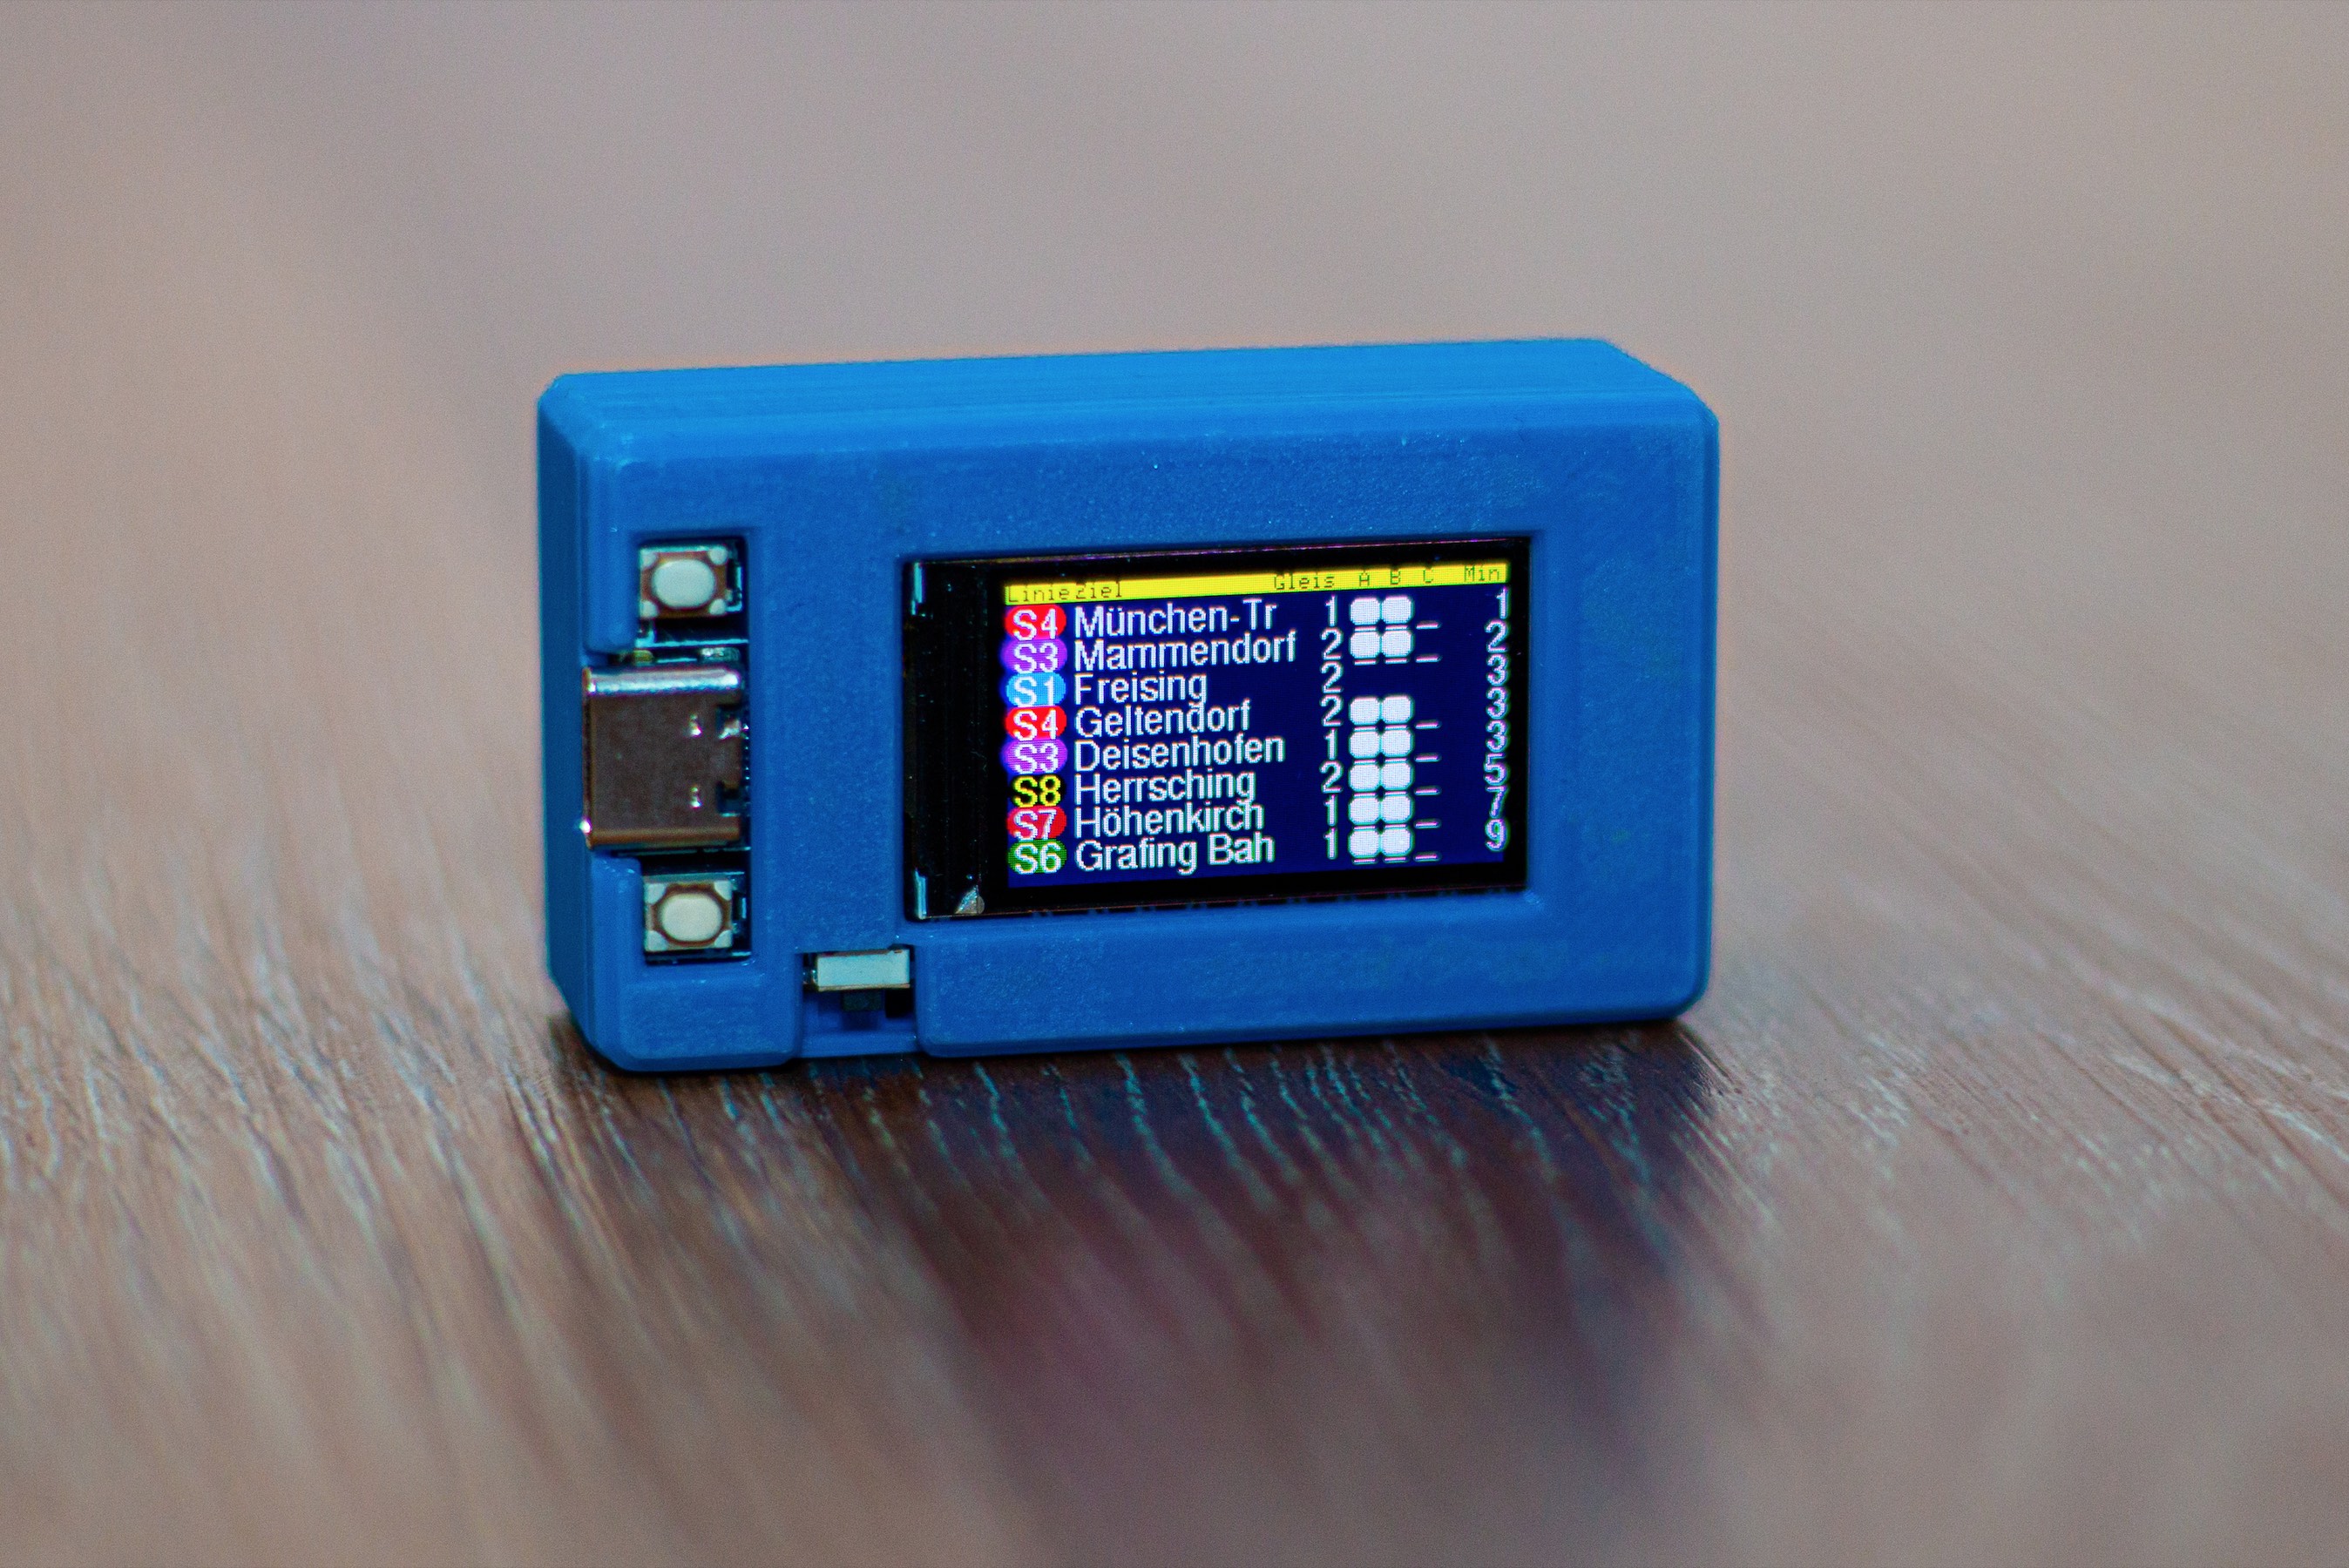 Linie Ziel Gleis A B C Min
S4 München-Tr 1 _ 1
S3 Mammendorf 2 _ _ _ 2
S1 Freising 2 3
S4 Geltendorf 2 _ 3
S3 Deisenhofen 1 _ 3
S8 Herrsching 2 _ 5
S7 Höhenkirch 1 _ 7
S6 Grafing Bah 1 _ _ _ 9